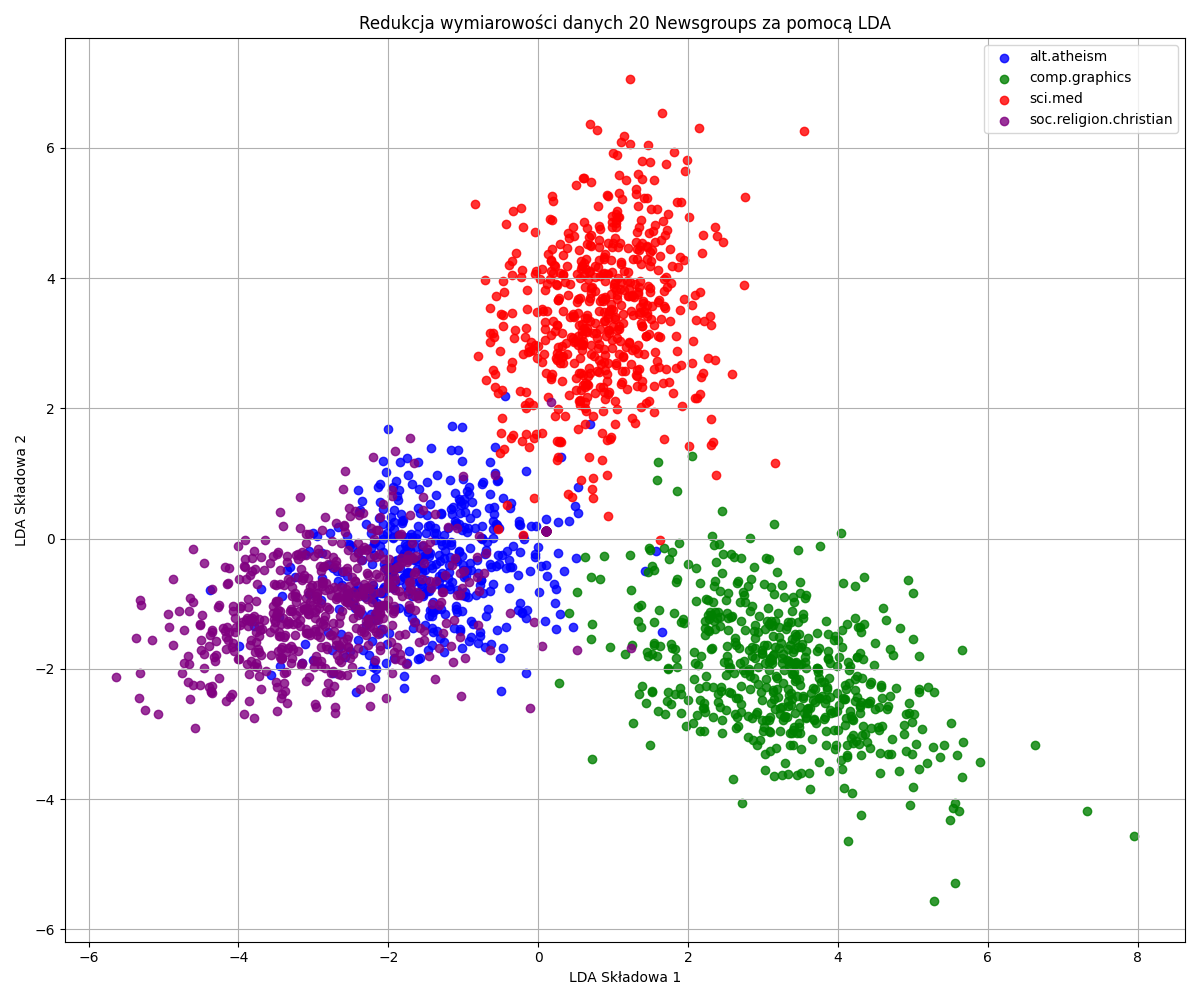 Redukcja wymiarowości danych 20 Newsgroups za pomocą LDA
alt.atheism
comp.graphics
sci.med
soc.religion.christian
6
4
2
0
−2
−4
−6
LDA Składowa 2
−6 −4 −2 0 2 4 6 8
LDA Składowa 1